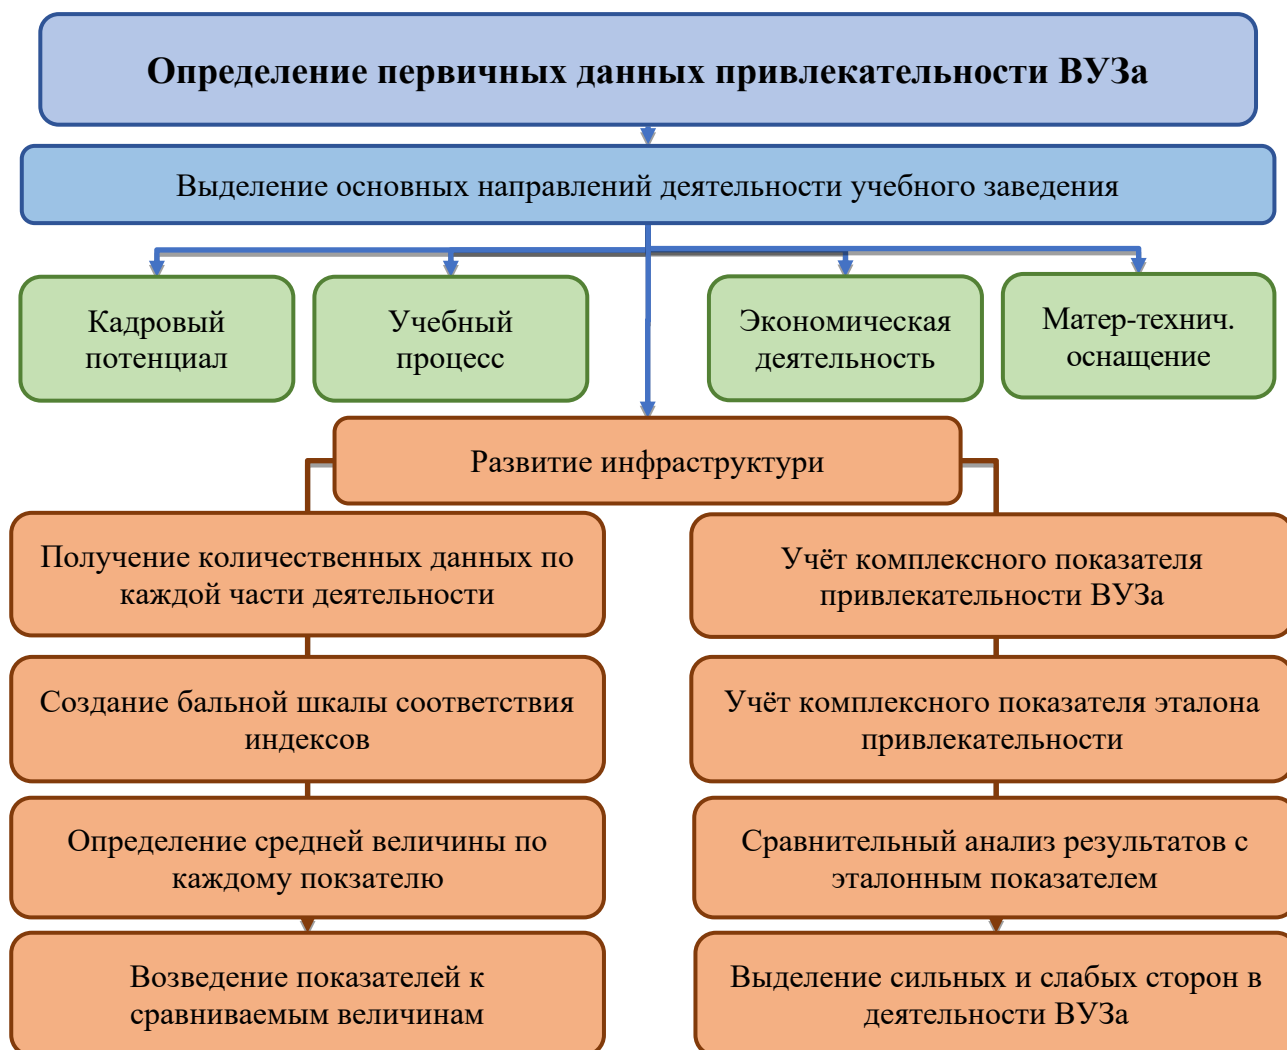 Определение первичных данных привлекательности ВУЗа
Выделение основных направлений деятельности учебного заведения
Кадровый
потенциал
Учебный
процесс
Экономическая
деятельность
Матер-технич.
оснащение
Развитие инфраструктури
Получение количественных данных по
каждой части деятельности
Создание бальной шкалы соответствия
индексов
Определение средней величины по
каждому покзателю
Возведение показателей к
сравниваемым величинам
Учёт комплексного показателя
привлекательности ВУЗа
Учёт комплексного показателя эталона
привлекательности
Сравнительный анализ результатов с
эталонным показателем
Выделение сильных и слабых сторон в
деятельности ВУЗа